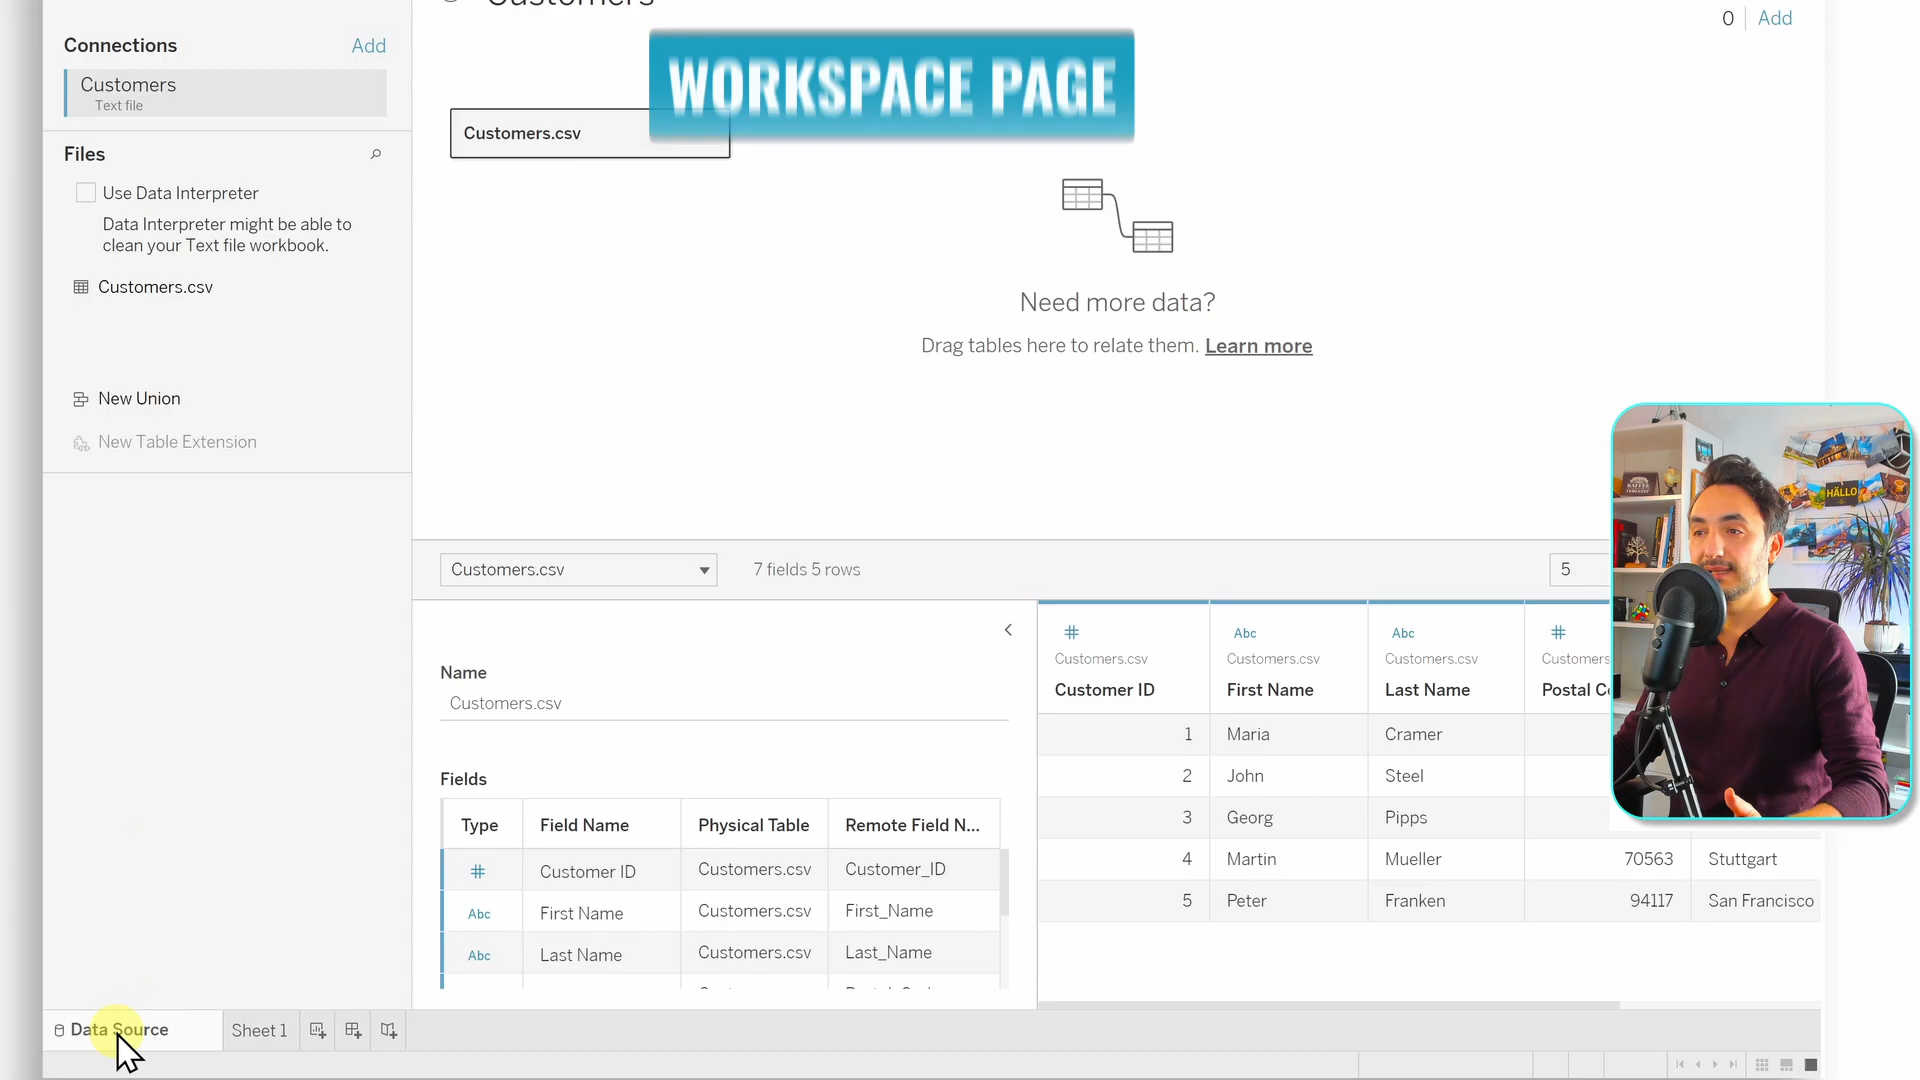 Customers
0 Add
WORKSPACE PAGE
Connections Add
Customers
Text file
Files
Use Data Interpreter
Data Interpreter might be able to
clean your Text file workbook.
Customers.csv
New Union
New Table Extension
Customers.csv
Need more data?
Drag tables here to relate them. Learn more
HÄLLO
Customers.csv 7 fields 5 rows 5
Name
Customers.csv
Fields
Type Field Name Physical Table Remote Field N...
# Customer ID Customers.csv Customer_ID
Abc First Name Customers.csv First_Name
Abc Last Name Customers.csv Last_Name
# Abc Abc #
Customers.csv Customers.csv Customers.csv Customers
Customer ID First Name Last Name Postal Co
1 Maria Cramer
2 John Steel
3 Georg Pipps
4 Martin Mueller 70563 Stuttgart
5 Peter Franken 94117 San Francisco
Data Source Sheet 1